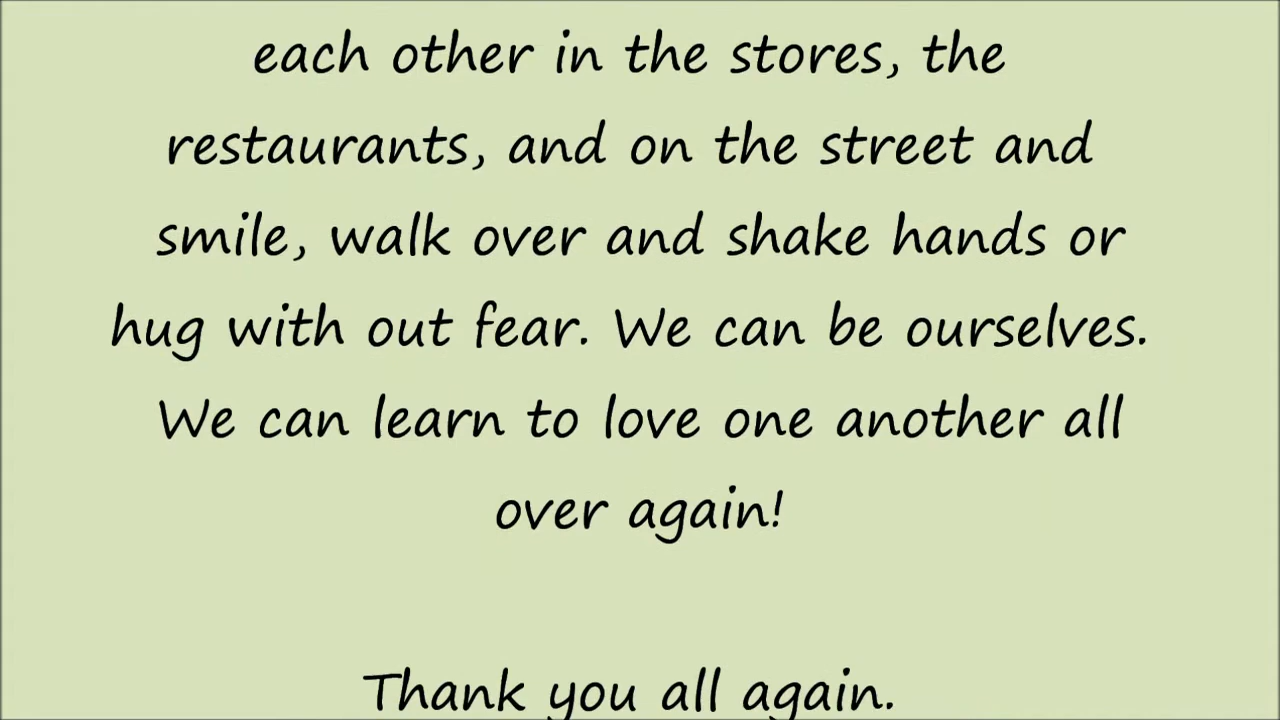 each other in the stores, the
restaurants, and on the street and
smile, walk over and shake hands or
hug with out fear. We can be ourselves.
We can learn to love one another all
over again!
Thank you all again.